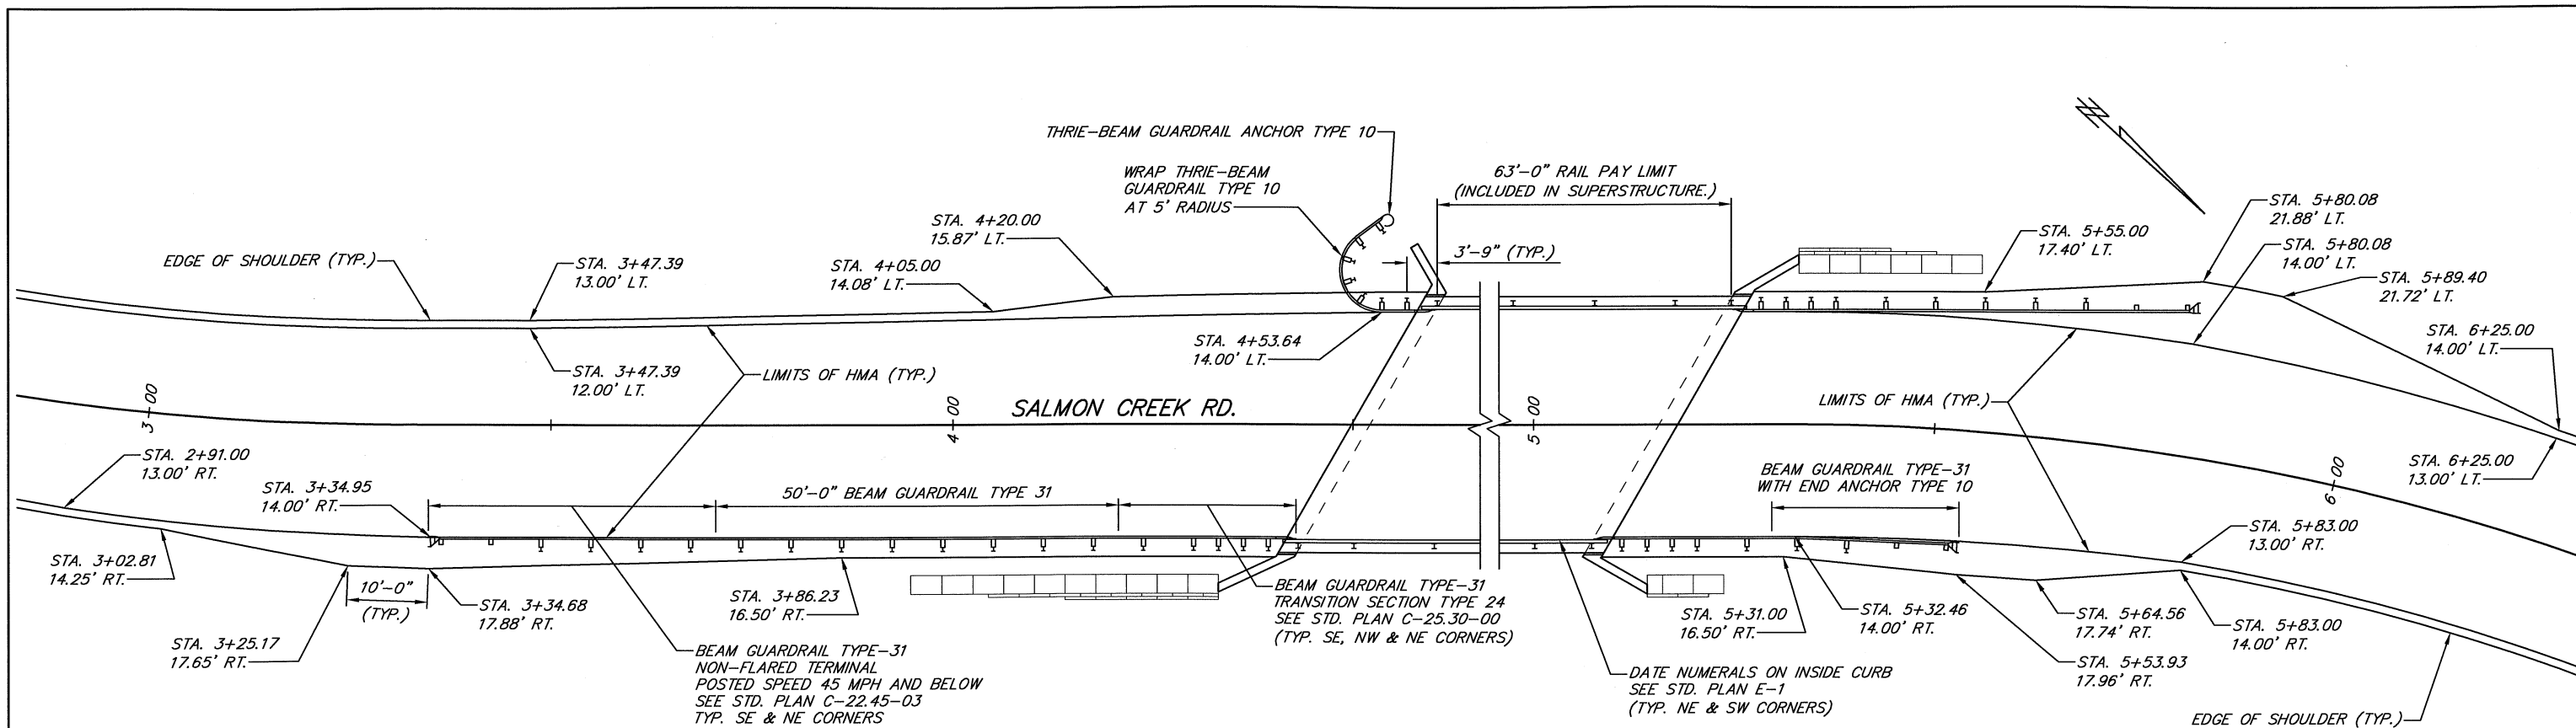 THRIE-BEAM GUARDRAIL ANCHOR TYPE 10
WRAP THRIE-BEAM
GUARDRAIL TYPE 10
AT 5' RADIUS
63'-0" RAIL PAY LIMIT
(INCLUDED IN SUPERSTRUCTURE.)
N
STA. 4+20.00
15.87' LT.
STA. 5+80.08
21.88' LT.
STA. 5+55.00
17.40' LT.
STA. 5+80.08
14.00' LT.
EDGE OF SHOULDER (TYP.)
STA. 3+47.39
13.00' LT.
STA. 4+05.00
14.08' LT.
3'-9" (TYP.)
STA. 5+89.40
21.72' LT.
STA. 4+53.64
14.00' LT.
STA. 6+25.00
14.00' LT.
STA. 3+47.39
12.00' LT.
LIMITS OF HMA (TYP.)
LIMITS OF HMA (TYP.)
3+00
4+00
SALMON CREEK RD.
5+00
6+00
STA. 6+25.00
13.00' LT.
STA. 2+91.00
13.00' RT.
STA. 3+34.95
14.00' RT.
50'-0" BEAM GUARDRAIL TYPE 31
BEAM GUARDRAIL TYPE-31
WITH END ANCHOR TYPE 10
STA. 5+83.00
13.00' RT.
STA. 3+02.81
14.25' RT.
10'-0"
(TYP.)
STA. 3+34.68
17.88' RT.
STA. 3+86.23
16.50' RT.
BEAM GUARDRAIL TYPE-31
TRANSITION SECTION TYPE 24
SEE STD. PLAN C-25.30-00
(TYP. SE, NW & NE CORNERS)
STA. 5+31.00
16.50' RT.
STA. 5+32.46
14.00' RT.
STA. 5+64.56
17.74' RT.
STA. 5+83.00
14.00' RT.
STA. 3+25.17
17.65' RT.
BEAM GUARDRAIL TYPE-31
NON-FLARED TERMINAL
POSTED SPEED 45 MPH AND BELOW
SEE STD. PLAN C-22.45-03
TYP. SE & NE CORNERS
DATE NUMERALS ON INSIDE CURB
SEE STD. PLAN E-1
(TYP. NE & SW CORNERS)
STA. 5+53.93
17.96' RT.
EDGE OF SHOULDER (TYP.)